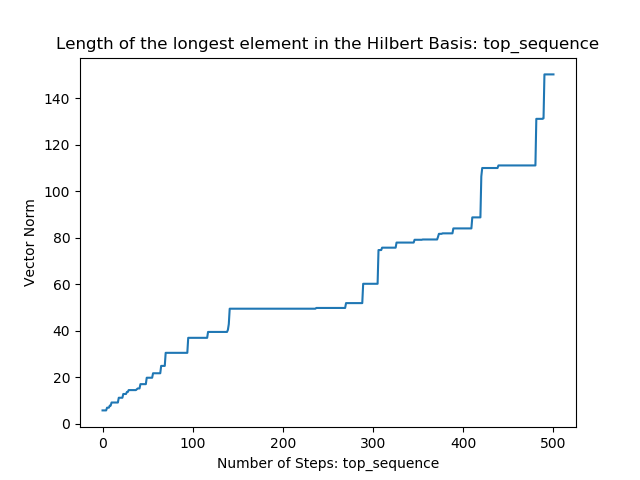 Length of the longest element in the Hilbert Basis: top_sequence
140
120
100
80
60
40
20
0
Vector Norm
0 100 200 300 400 500
Number of Steps: top_sequence